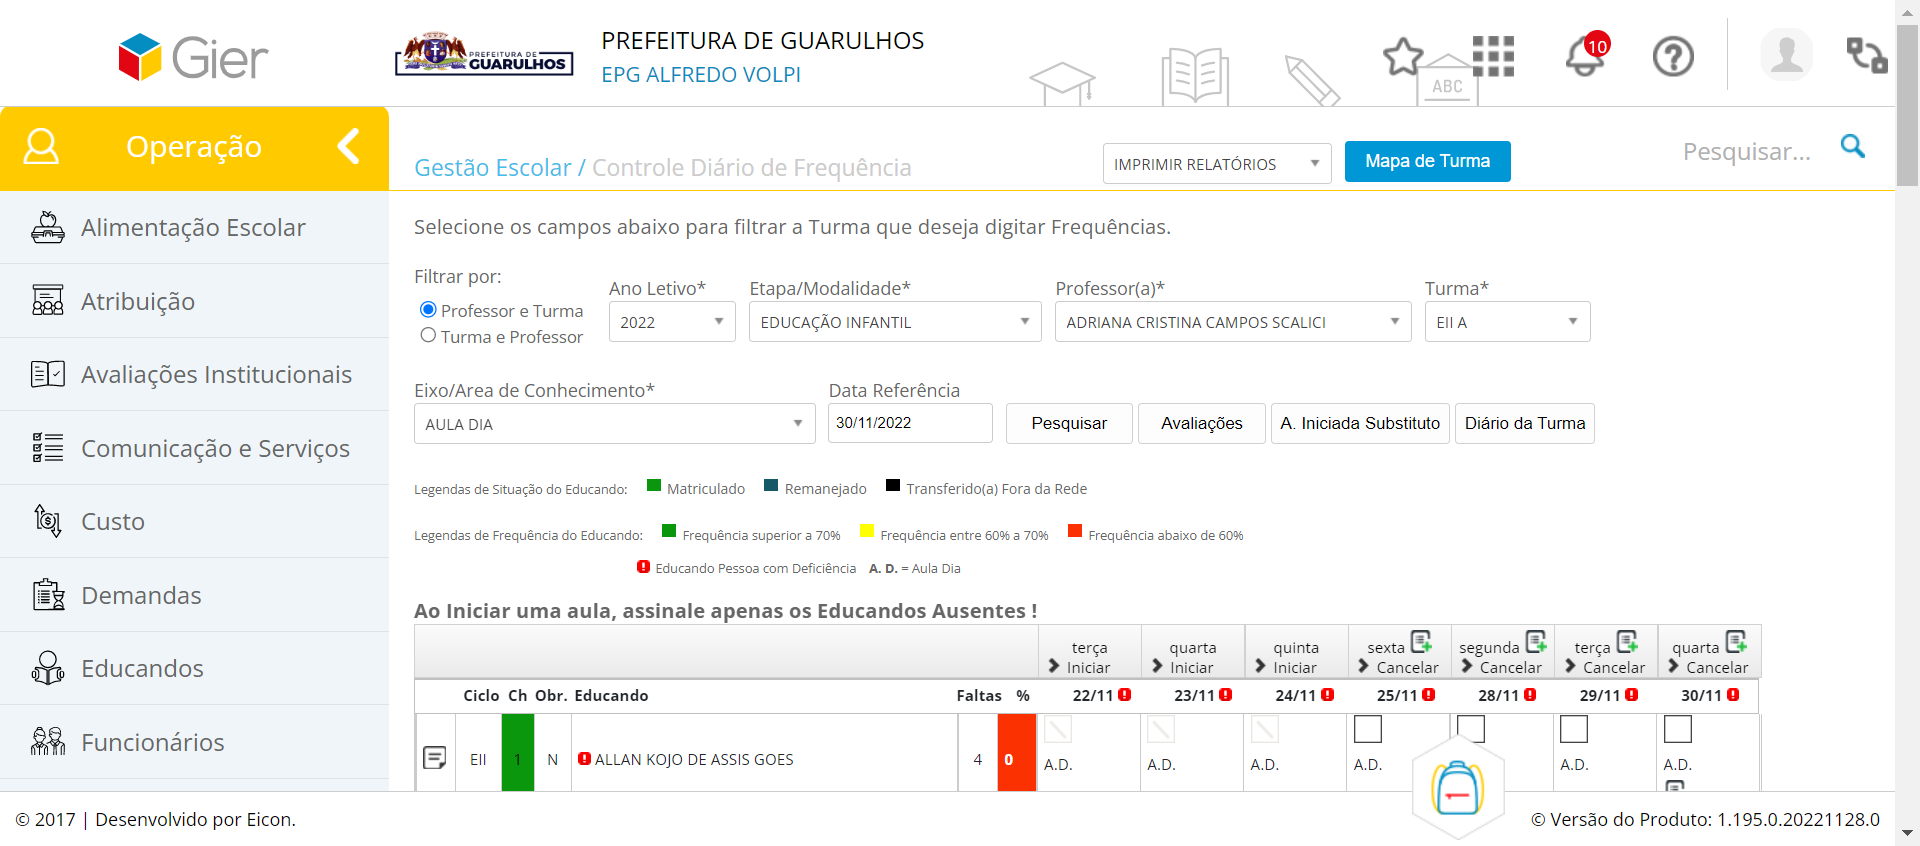 Gier
PREFEITURA DE
GUARULHOS
PREFEITURA DE GUARULHOS
EPG ALFREDO VOLPI
ABC
10
Operação
Gestão Escolar / Controle Diário de Frequência
IMPRIMIR RELATÓRIOS
Mapa de Turma
Pesquisar...
Alimentação Escolar
Atribuição
Avaliações Institucionais
Comunicação e Serviços
Custo
Demandas
Educandos
Funcionários
Selecione os campos abaixo para filtrar a Turma que deseja digitar Frequências.
Filtrar por:
Professor e Turma
Turma e Professor
Ano Letivo*
2022
Etapa/Modalidade*
EDUCAÇÃO INFANTIL
Professor(a)*
ADRIANA CRISTINA CAMPOS SCALICI
Turma*
EII A
Eixo/Area de Conhecimento*
AULA DIA
Data Referência
30/11/2022
Pesquisar
Avaliações
A. Iniciada Substituto
Diário da Turma
Legendas de Situação do Educando: Matriculado Remanejado Transferido(a) Fora da Rede
Legendas de Frequência do Educando: Frequência superior a 70% Frequência entre 60% a 70% Frequência abaixo de 60%
Educando Pessoa com Deficiência A. D. = Aula Dia
Ao Iniciar uma aula, assinale apenas os Educandos Ausentes !
terça quarta quinta sexta segunda terça quarta
Iniciar Iniciar Iniciar Cancelar Cancelar Cancelar Cancelar
Ciclo Ch Obr. Educando Faltas % 22/11 23/11 24/11 25/11 28/11 29/11 30/11
EII 1 N ALLAN KOJO DE ASSIS GOES 4 0
A.D. A.D. A.D. A.D. A.D. A.D.
© 2017 | Desenvolvido por Eicon.
© Versão do Produto: 1.195.0.20221128.0